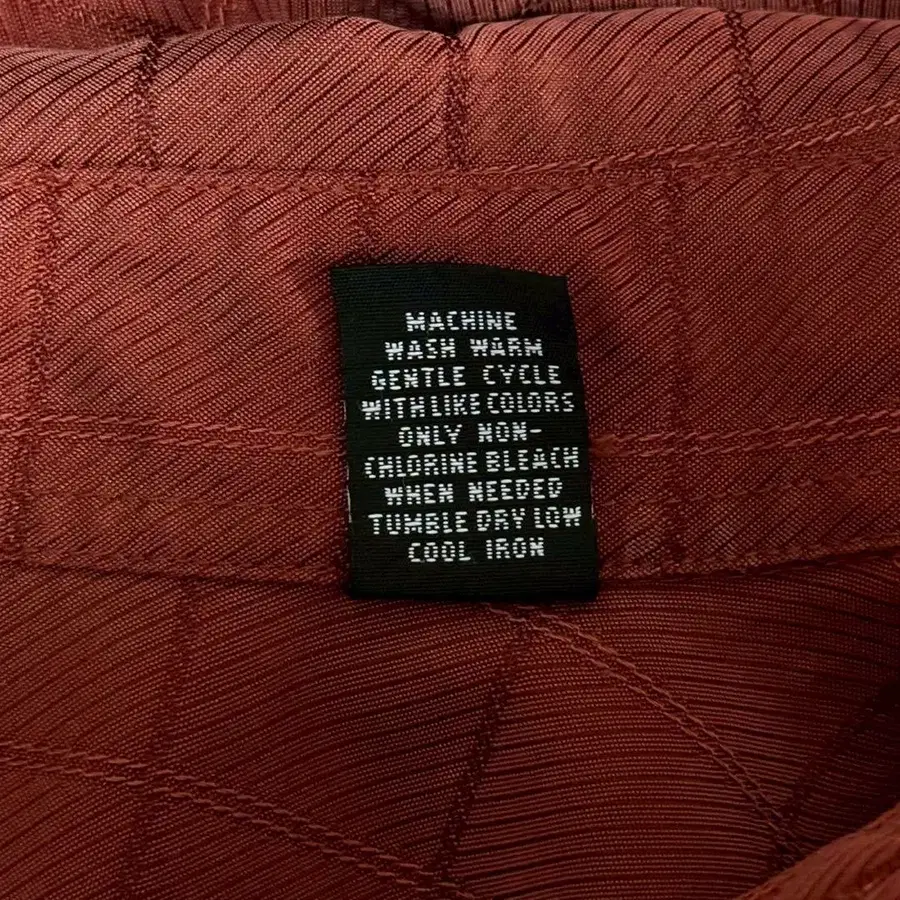 MACHINE
WASH WARM
GENTLE CYCLE
WITH LIKE COLORS
ONLY NON-
CHLORINE BLEACH
WHEN NEEDED
TUMBLE DRY LOW
COOL IRON